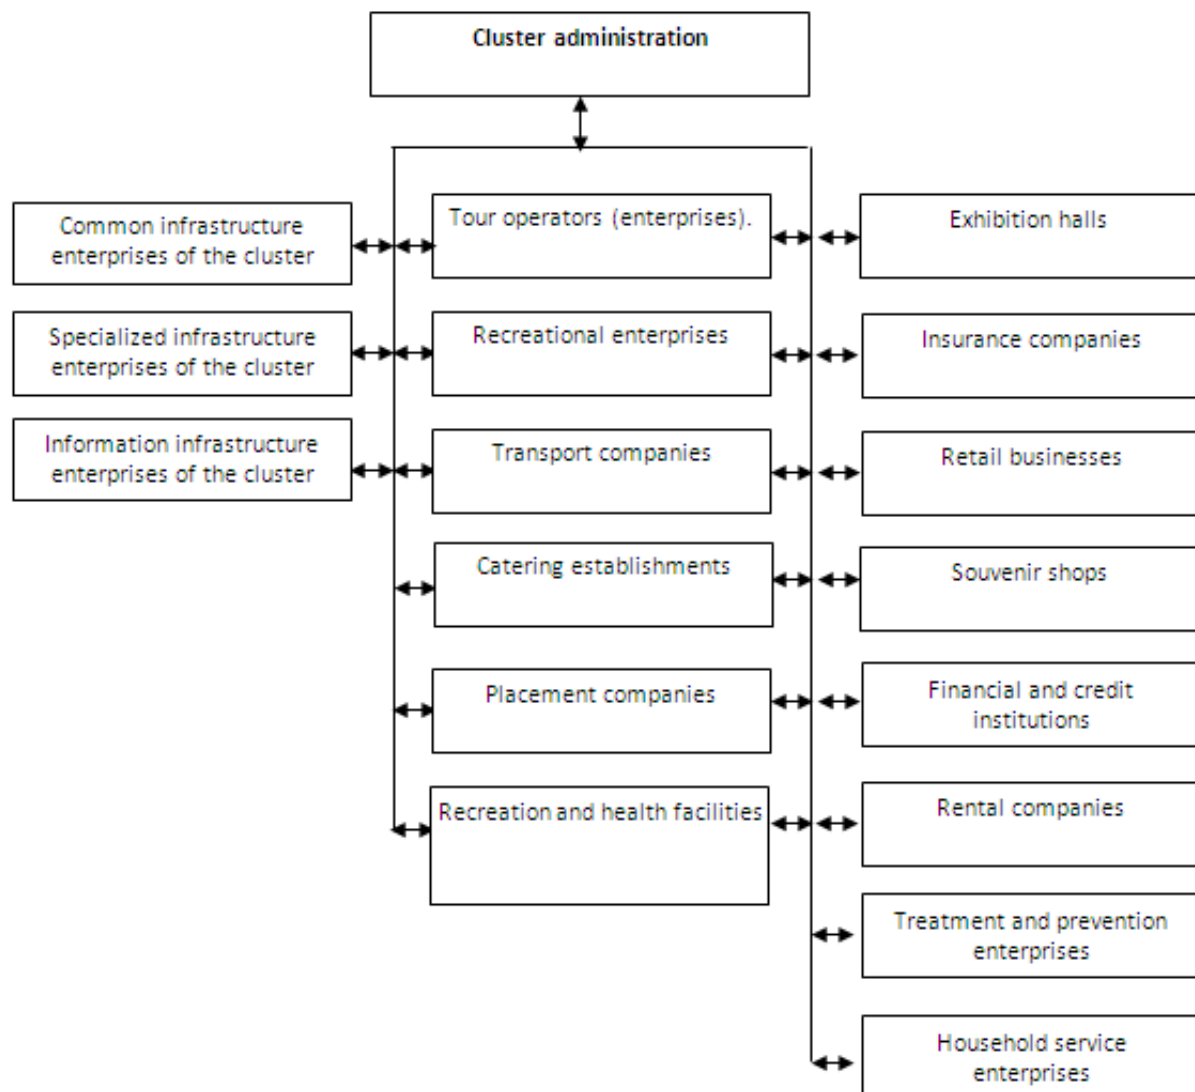 Cluster administration
Common infrastructure
enterprises of the cluster
Tour operators (enterprises).
Exhibition halls
Specialized infrastructure
enterprises of the cluster
Recreational enterprises
Insurance companies
Information infrastructure
enterprises of the cluster
Transport companies
Retail businesses
Catering establishments
Souvenir shops
Placement companies
Financial and credit
institutions
Recreation and health facilities
Rental companies
Treatment and prevention
enterprises
Household service
enterprises